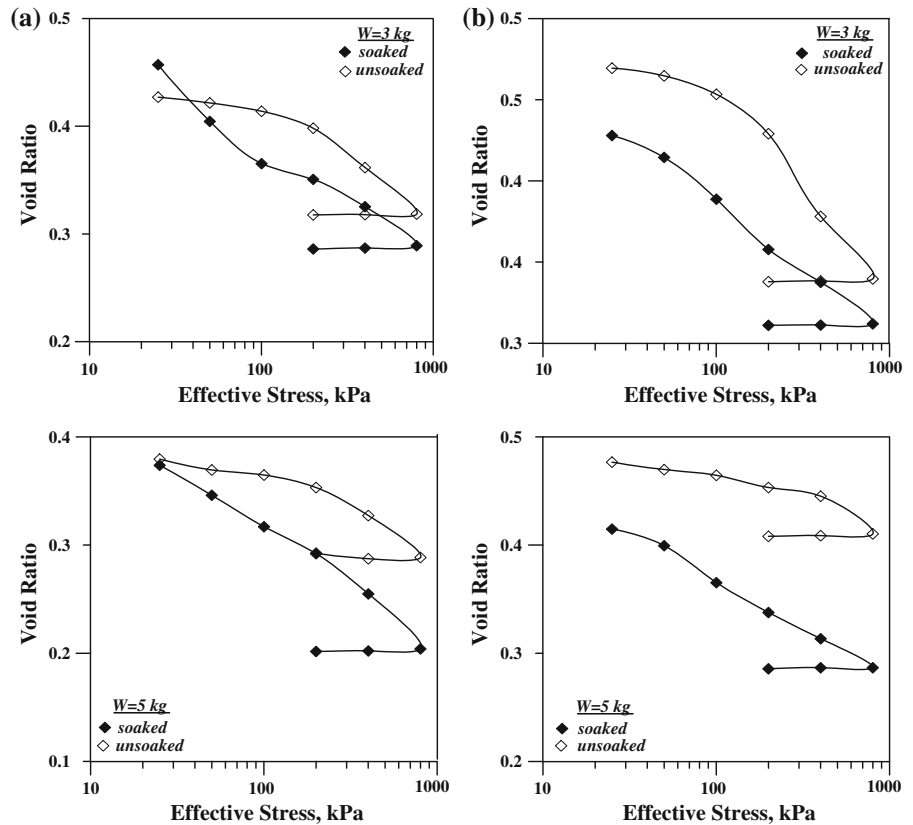 (a)
0.5
0.4
0.3
0.2
Void Ratio
W=3 kg
soaked
unsoaked
10
100
1000
Effective Stress, kPa
(b)
0.5
0.5
0.4
0.4
0.3
Void Ratio
W=3 kg
soaked
unsoaked
10
100
1000
Effective Stress, kPa
0.4
0.3
0.2
0.1
Void Ratio
W=5 kg
soaked
unsoaked
10
100
1000
Effective Stress, kPa
0.5
0.4
0.3
0.2
Void Ratio
W=5 kg
soaked
unsoaked
10
100
1000
Effective Stress, kPa